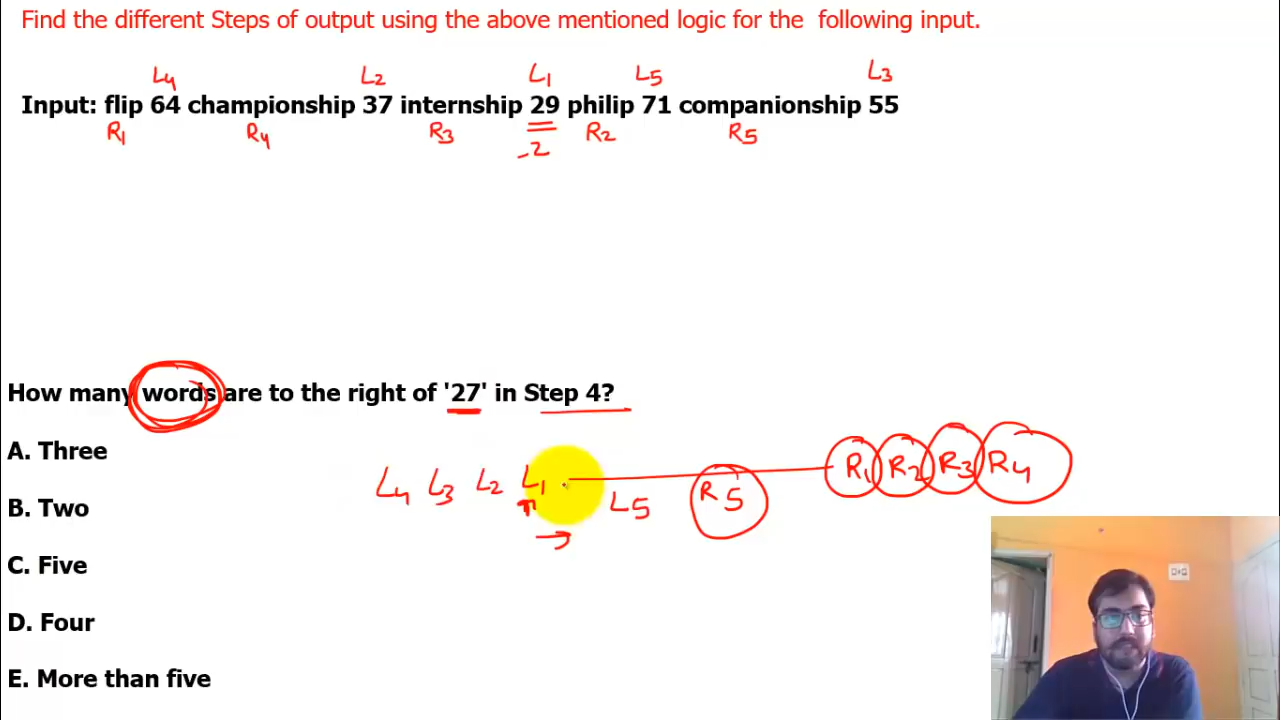 Find the different Steps of output using the above mentioned logic for the following input.
L4 L2 L1 L5 L3
Input: flip 64 championship 37 internship 29 philip 71 companionship 55
R1 R4 R3 R2 R5
-2
How many words are to the right of '27' in Step 4?
A. Three
L4 L3 L2 L1 L5 R5 R1 R2 R3 R4
B. Two
C. Five
D. Four
E. More than five